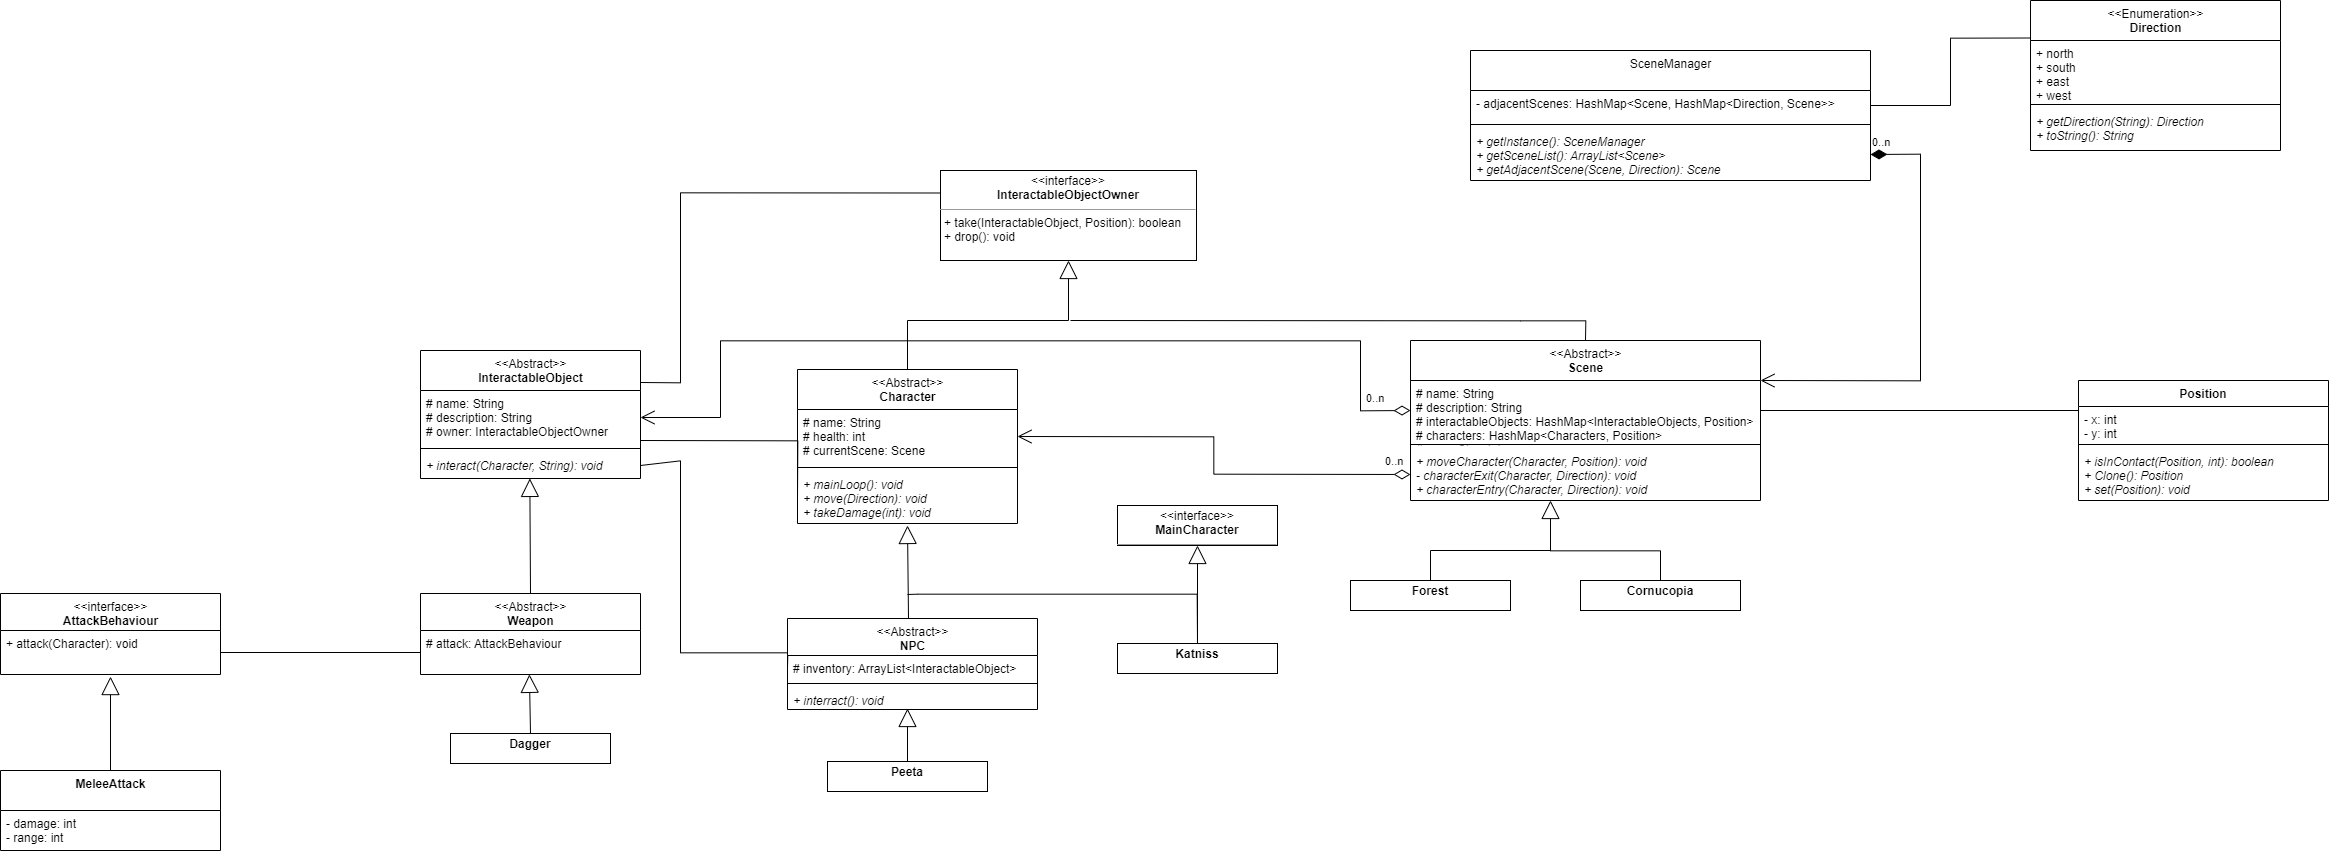 <<Enumeration>>
Direction
+ north
+ south
+ east
+ west
+ getDirection(String): Direction
+ toString(): String
SceneManager
- adjacentScenes: HashMap<Scene, HashMap<Direction, Scene>>
+ getInstance(): SceneManager
+ getSceneList(): ArrayList<Scene>
+ getAdjacentScene(Scene, Direction): Scene
0..n
<<interface>>
InteractableObjectOwner
+ take(InteractableObject, Position): boolean
+ drop(): void
<<Abstract>>
InteractableObject
# name: String
# description: String
# owner: InteractableObjectOwner
+ interact(Character, String): void
<<Abstract>>
Character
# name: String
# health: int
# currentScene: Scene
+ mainLoop(): void
+ move(Direction): void
+ takeDamage(int): void
0..n
0..n
<<Abstract>>
Scene
# name: String
# description: String
# interactableObjects: HashMap<InteractableObjects, Position>
# characters: HashMap<Characters, Position>
+ moveCharacter(Character, Position): void
- characterExit(Character, Direction): void
+ characterEntry(Character, Direction): void
Position
- x: int
- y: int
+ isInContact(Position, int): boolean
+ Clone(): Position
+ set(Position): void
<<interface>>
MainCharacter
Forest
Cornucopia
<<interface>>
AttackBehaviour
+ attack(Character): void
<<Abstract>>
Weapon
# attack: AttackBehaviour
<<Abstract>>
NPC
# inventory: ArrayList<InteractableObject>
+ interract(): void
Katniss
Dagger
Peeta
MeleeAttack
- damage: int
- range: int